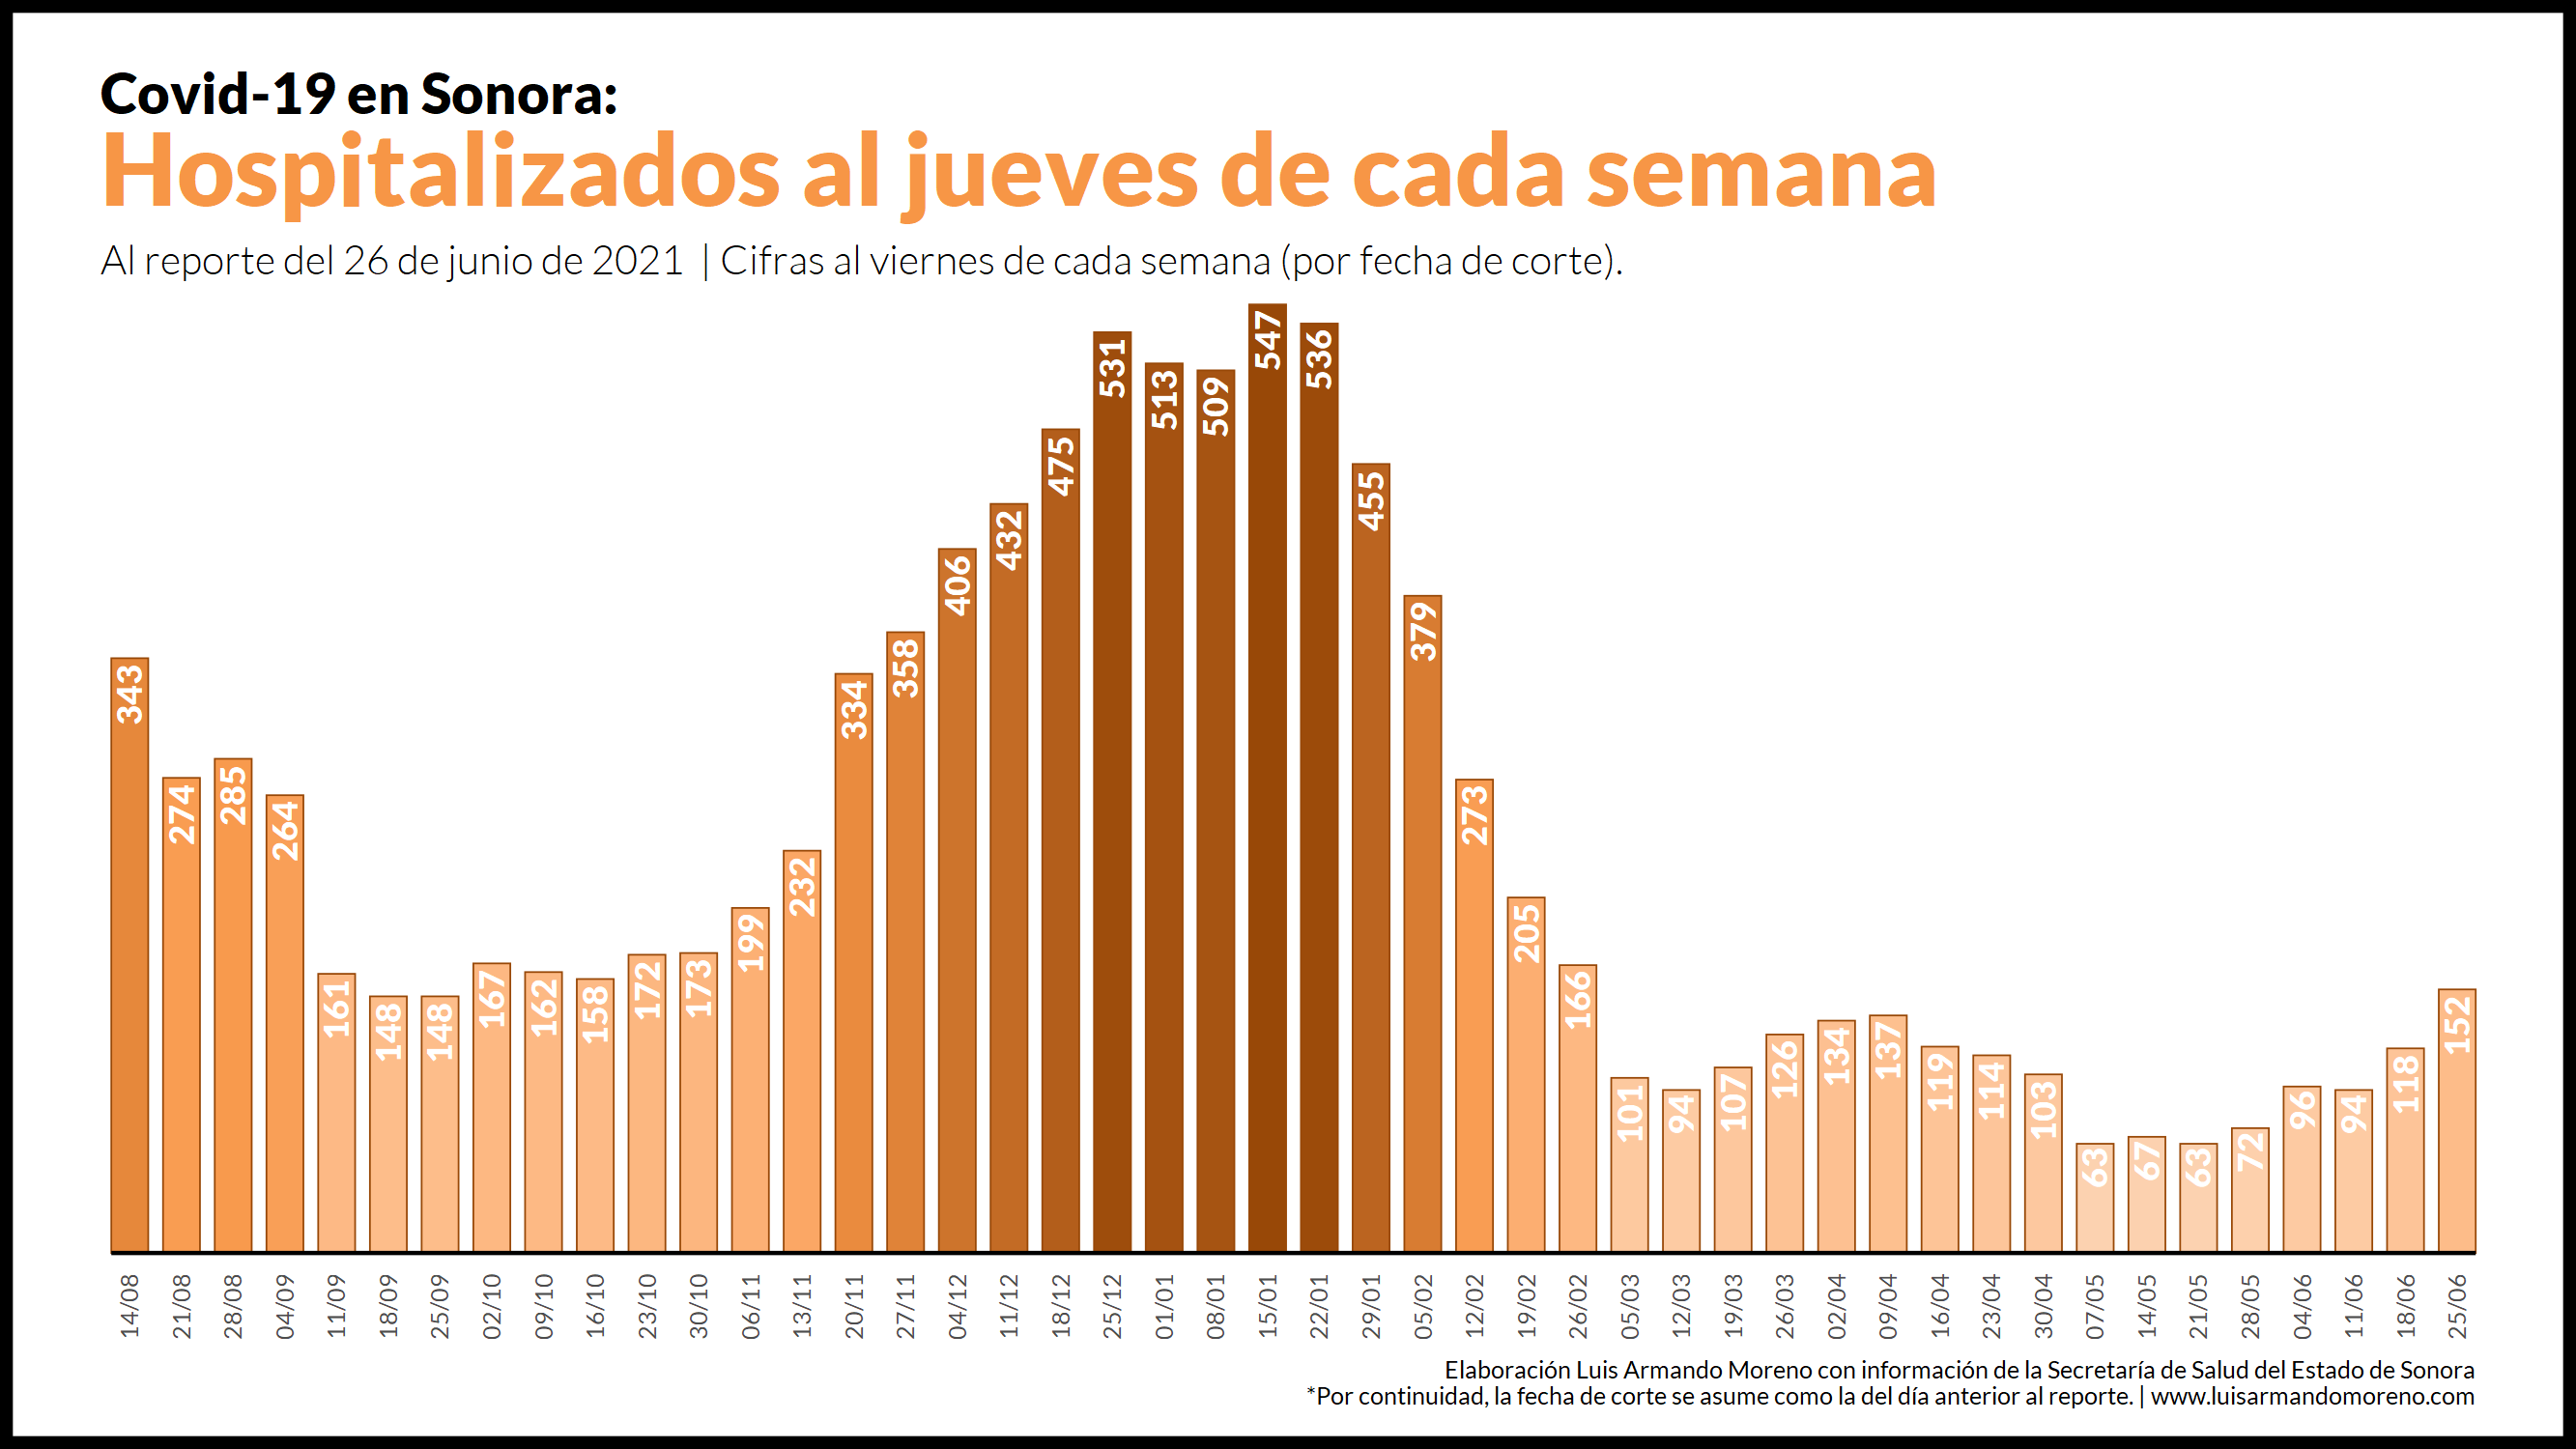 Covid-19 en Sonora:
Hospitalizados al jueves de cada semana
Al reporte del 26 de junio de 2021 | Cifras al viernes de cada semana (por fecha de corte).
343 274 285 264 161 148 148 167 162 158 172 173 199 232 334 358 406 432 475 531 513 509 547 536 455 379 273 205 166 101 94 107 126 134 137 119 114 103 63 67 63 72 96 94 118 152
14/08 21/08 28/08 04/09 11/09 18/09 25/09 02/10 09/10 16/10 23/10 30/10 06/11 13/11 20/11 27/11 04/12 11/12 18/12 25/12 01/01 08/01 15/01 22/01 29/01 05/02 12/02 19/02 26/02 05/03 12/03 19/03 26/03 02/04 09/04 16/04 23/04 30/04 07/05 14/05 21/05 28/05 04/06 11/06 18/06 25/06
Elaboración Luis Armando Moreno con información de la Secretaría de Salud del Estado de Sonora
*Por continuidad, la fecha de corte se asume como la del día anterior al reporte. | www.luisarmandomoreno.com